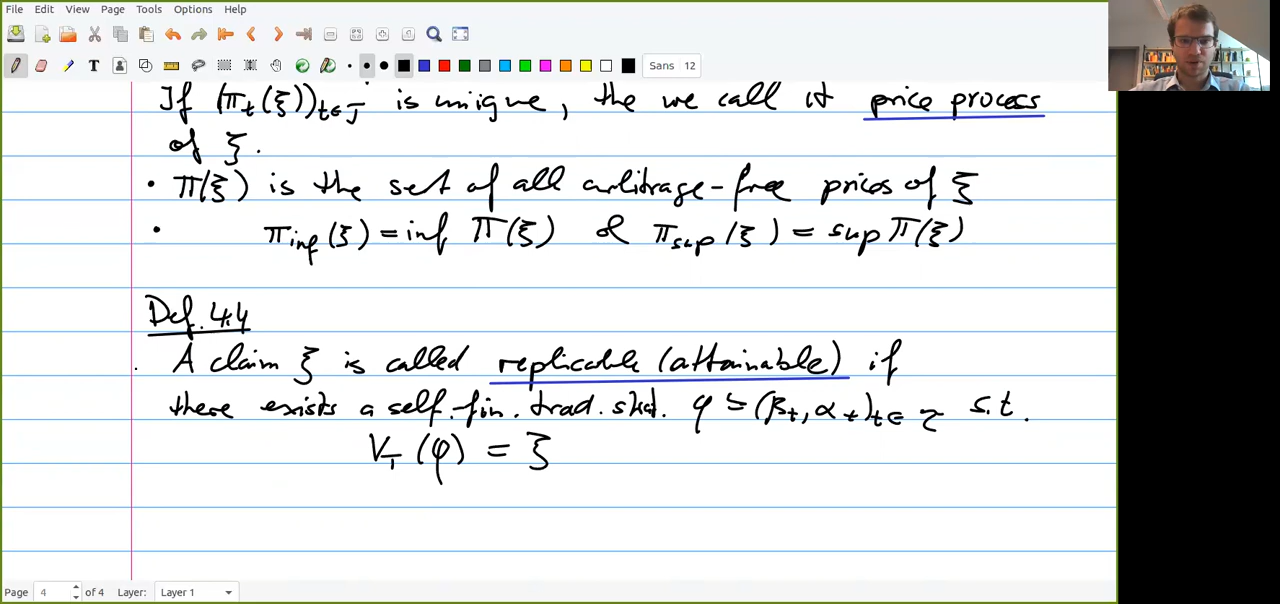 File Edit View Page Tools Options Help
Sans 12
If (π_t(ξ))_{t∈J} is uniqve, the we call it price process
of ξ.
• Π(ξ) is the set of all arbitrage-free prices of ξ
• π_inf(ξ) = inf Π(ξ) & π_sup(ξ) = sup Π(ξ)
Def. 4.4
A claim ξ is called replicable (attainable) if
there exists a self.-fin. trad. strat. φ = (β_t, α_t)_{t∈τ} s.t.
V_T(φ) = ξ
Page 4 of 4 Layer: Layer 1